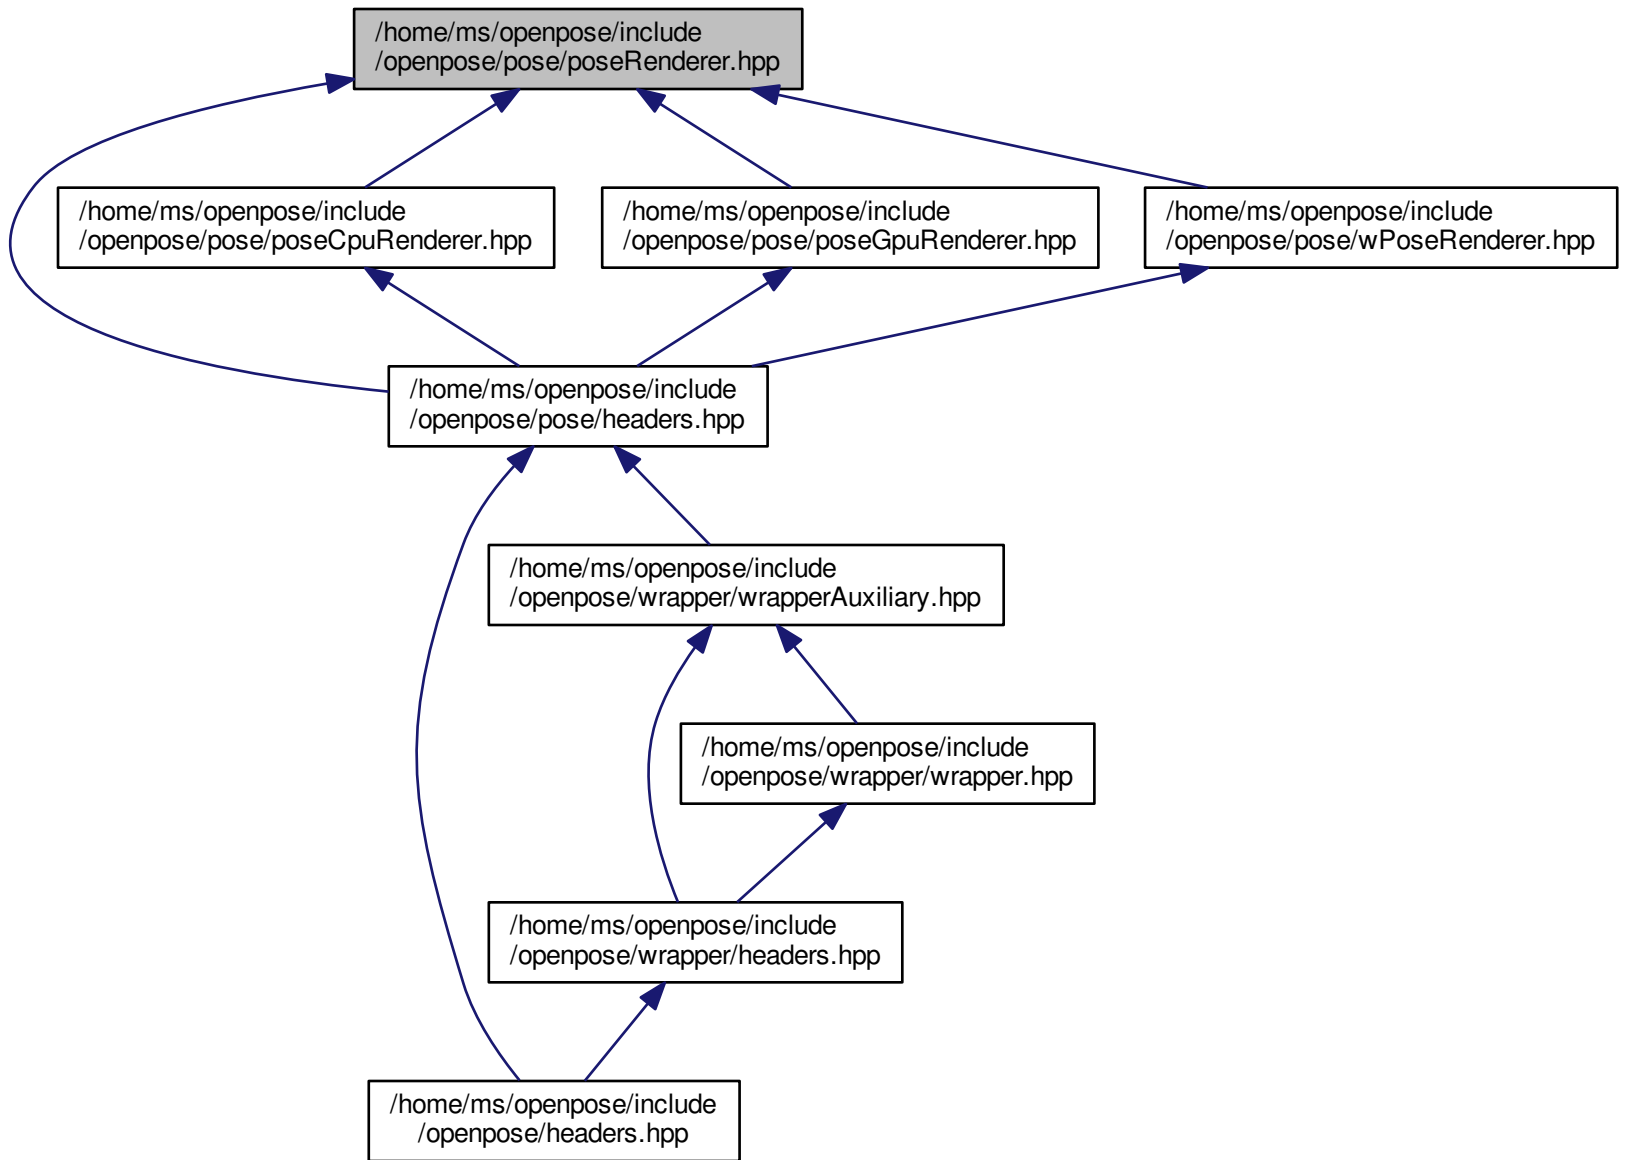 /home/ms/openpose/include
/openpose/pose/poseRenderer.hpp
/home/ms/openpose/include
/openpose/pose/poseCpuRenderer.hpp
/home/ms/openpose/include
/openpose/pose/poseGpuRenderer.hpp
/home/ms/openpose/include
/openpose/pose/wPoseRenderer.hpp
/home/ms/openpose/include
/openpose/pose/headers.hpp
/home/ms/openpose/include
/openpose/wrapper/wrapperAuxiliary.hpp
/home/ms/openpose/include
/openpose/wrapper/wrapper.hpp
/home/ms/openpose/include
/openpose/wrapper/headers.hpp
/home/ms/openpose/include
/openpose/headers.hpp